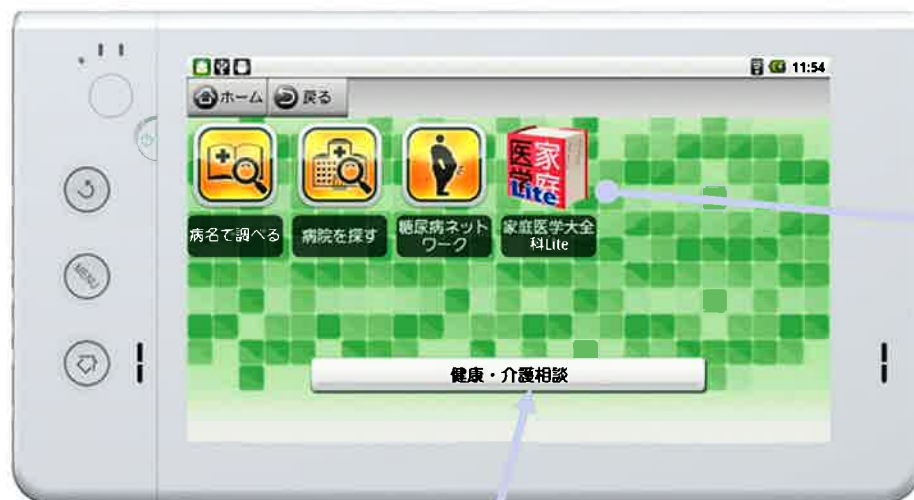 11:54
ホーム
戻る
医家
学庭
Lite
病名で調べる
病院を探す
糖尿病ネット
ワーク
家庭医学大全
科Lite
MENU
健康・介護相談